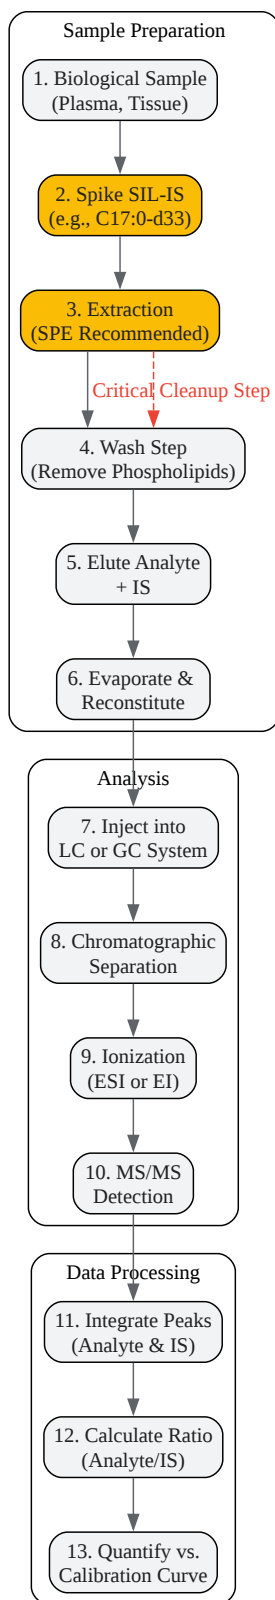 Sample Preparation
1. Biological Sample
(Plasma, Tissue)
2. Spike SIL-IS
(e.g., C17:0-d33)
3. Extraction
(SPE Recommended)
Critical Cleanup Step
4. Wash Step
(Remove Phospholipids)
5. Elute Analyte
+ IS
6. Evaporate &
Reconstitute
Analysis
7. Inject into
LC or GC System
8. Chromatographic
Separation
9. Ionization
(ESI or EI)
10. MS/MS
Detection
Data Processing
11. Integrate Peaks
(Analyte & IS)
12. Calculate Ratio
(Analyte/IS)
13. Quantify vs.
Calibration Curve